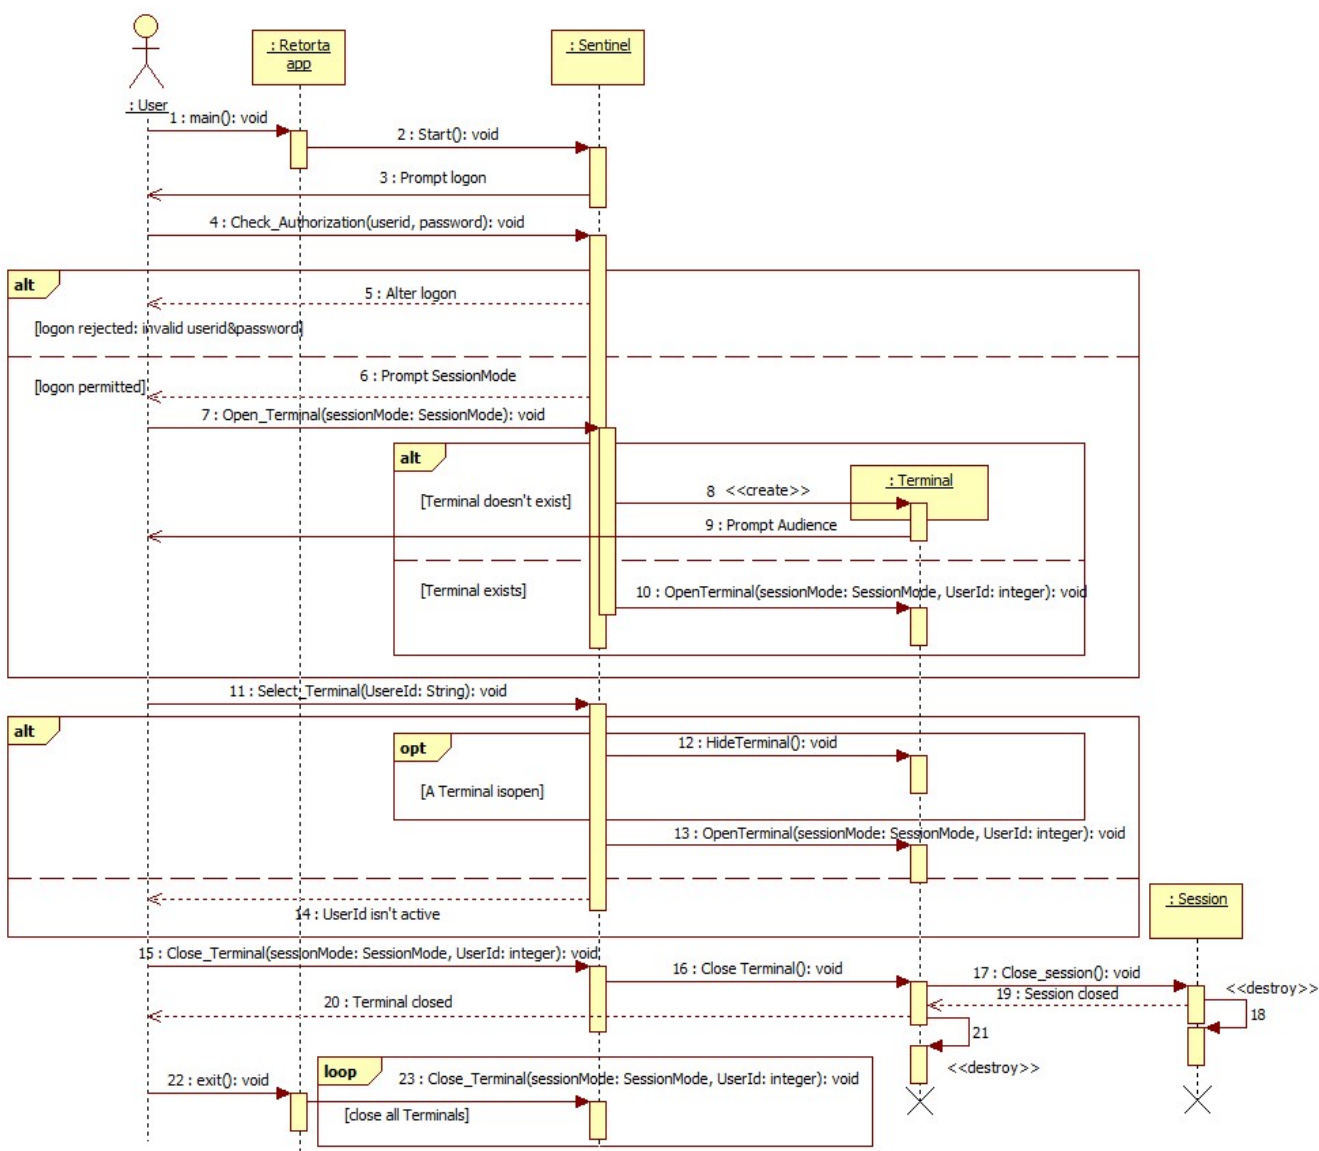 : Retorta
app
: Sentinel
: User
1 : main(): void
2 : Start(): void
3 : Prompt logon
4 : Check_Authorization(userid, password): void
alt
5 : Alter logon
[logon rejected: invalid userid&password]
6 : Prompt SessionMode
[logon permitted]
7 : Open_Terminal(sessionMode: SessionMode): void
alt
: Terminal
8 <<create>>
[Terminal doesn't exist]
9 : Prompt Audience
[Terminal exists]
10 : OpenTerminal(sessionMode: SessionMode, UserId: integer): void
11 : Select_Terminal(UsereId: String): void
alt
opt
12 : HideTerminal(): void
[A Terminal isopen]
13 : OpenTerminal(sessionMode: SessionMode, UserId: integer): void
: Session
14 : UserId isn't active
15 : Close_Terminal(sessionMode: SessionMode, UserId: integer): void
16 : Close Terminal(): void
17 : Close_session(): void
<<destroy>>
19 : Session closed
20 : Terminal closed
18
21
<<destroy>>
loop
22 : exit(): void
23 : Close_Terminal(sessionMode: SessionMode, UserId: integer): void
[close all Terminals]